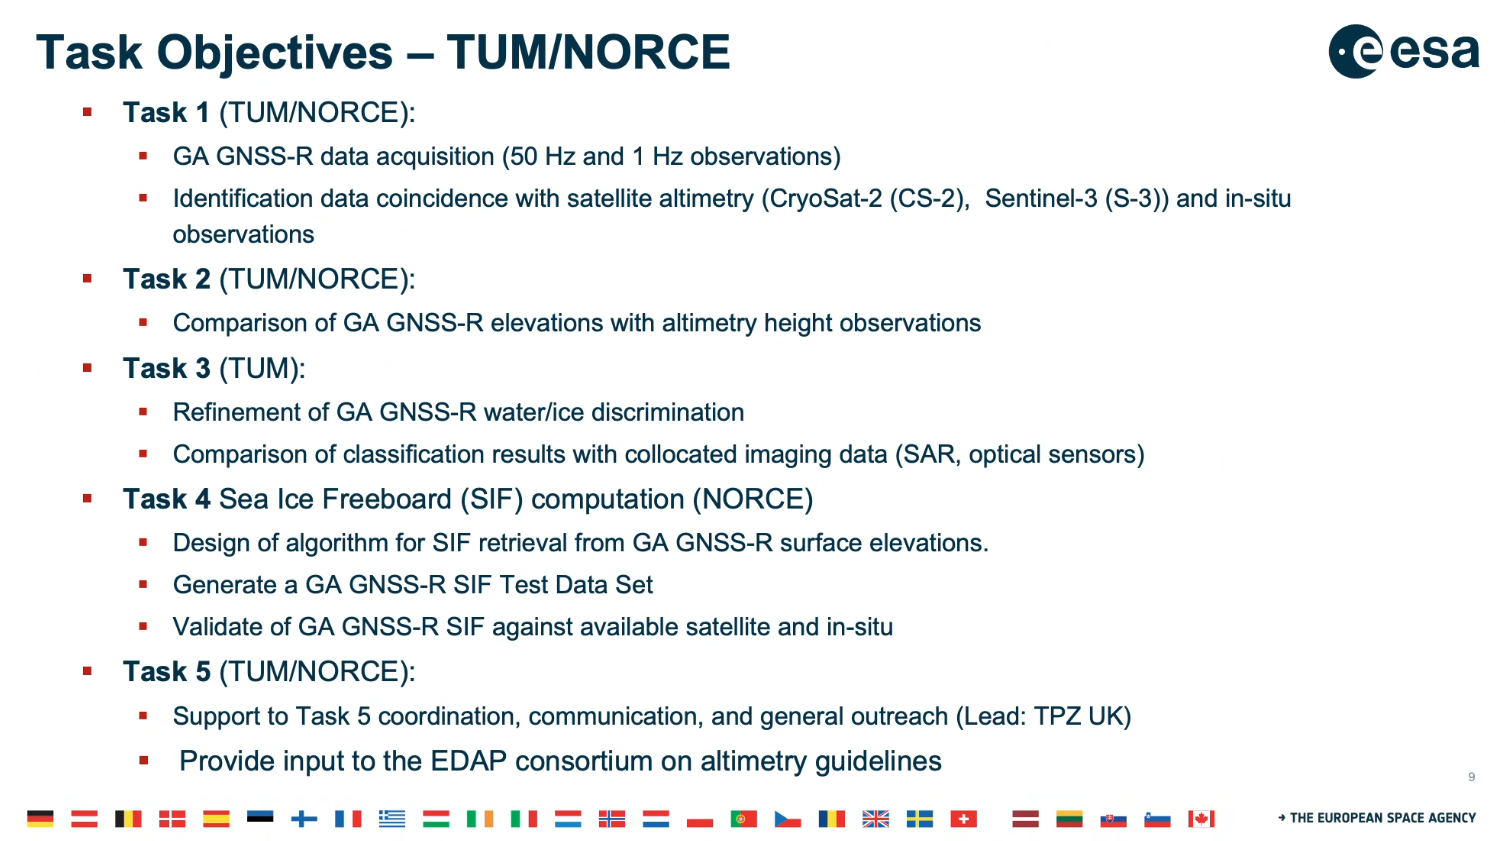 Task Objectives – TUM/NORCE
esa
Task 1 (TUM/NORCE):
GA GNSS-R data acquisition (50 Hz and 1 Hz observations)
Identification data coincidence with satellite altimetry (CryoSat-2 (CS-2),  Sentinel-3 (S-3)) and in-situ
observations
Task 2 (TUM/NORCE):
Comparison of GA GNSS-R elevations with altimetry height observations
Task 3 (TUM):
Refinement of GA GNSS-R water/ice discrimination
Comparison of classification results with collocated imaging data (SAR, optical sensors)
Task 4 Sea Ice Freeboard (SIF) computation (NORCE)
Design of algorithm for SIF retrieval from GA GNSS-R surface elevations.
Generate a GA GNSS-R SIF Test Data Set
Validate of GA GNSS-R SIF against available satellite and in-situ
Task 5 (TUM/NORCE):
Support to Task 5 coordination, communication, and general outreach (Lead: TPZ UK)
Provide input to the EDAP consortium on altimetry guidelines
9
→ THE EUROPEAN SPACE AGENCY